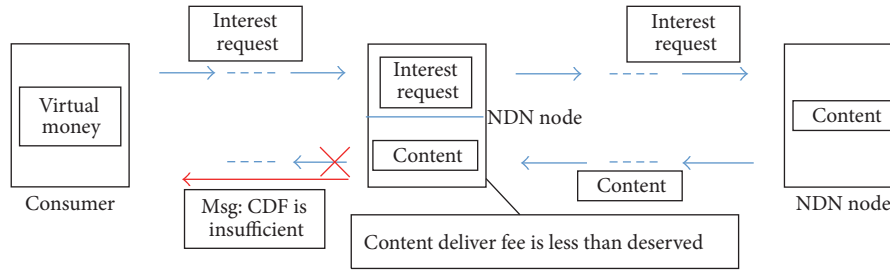 Interest
request
Interest
request
Virtual
money
Interest
request
NDN node
Content
Content
Content
Consumer
Msg: CDF is
insufficient
Content deliver fee is less than deserved
NDN node